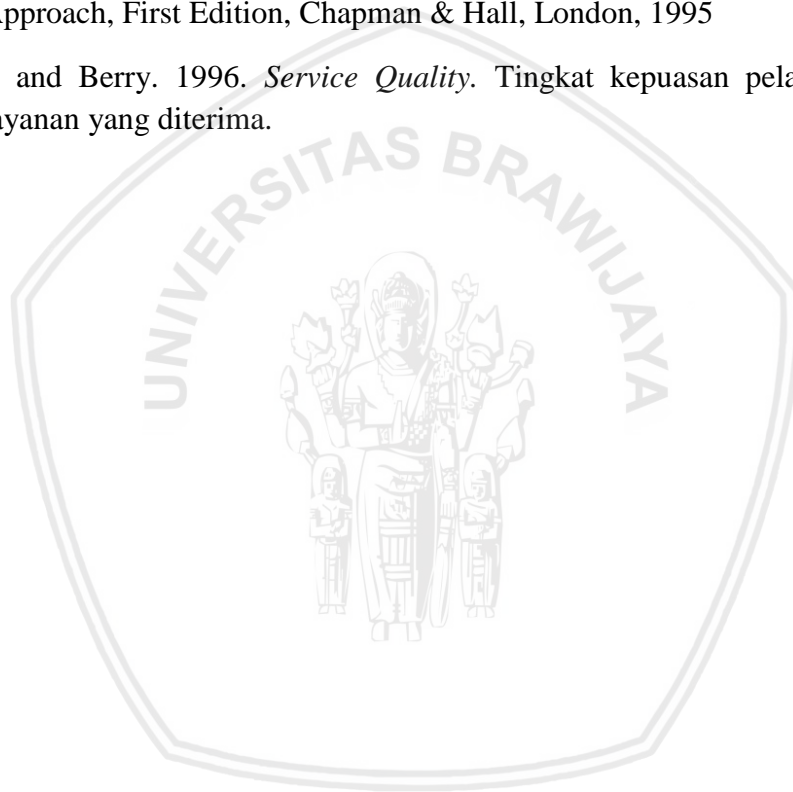 Approach, First Edition, Chapman & Hall, London, 1995
and Berry. 1996. Service Quality. Tingkat kepuasan pela
ayanan yang diterima.
UNIVERSITAS BRAWIJAYA